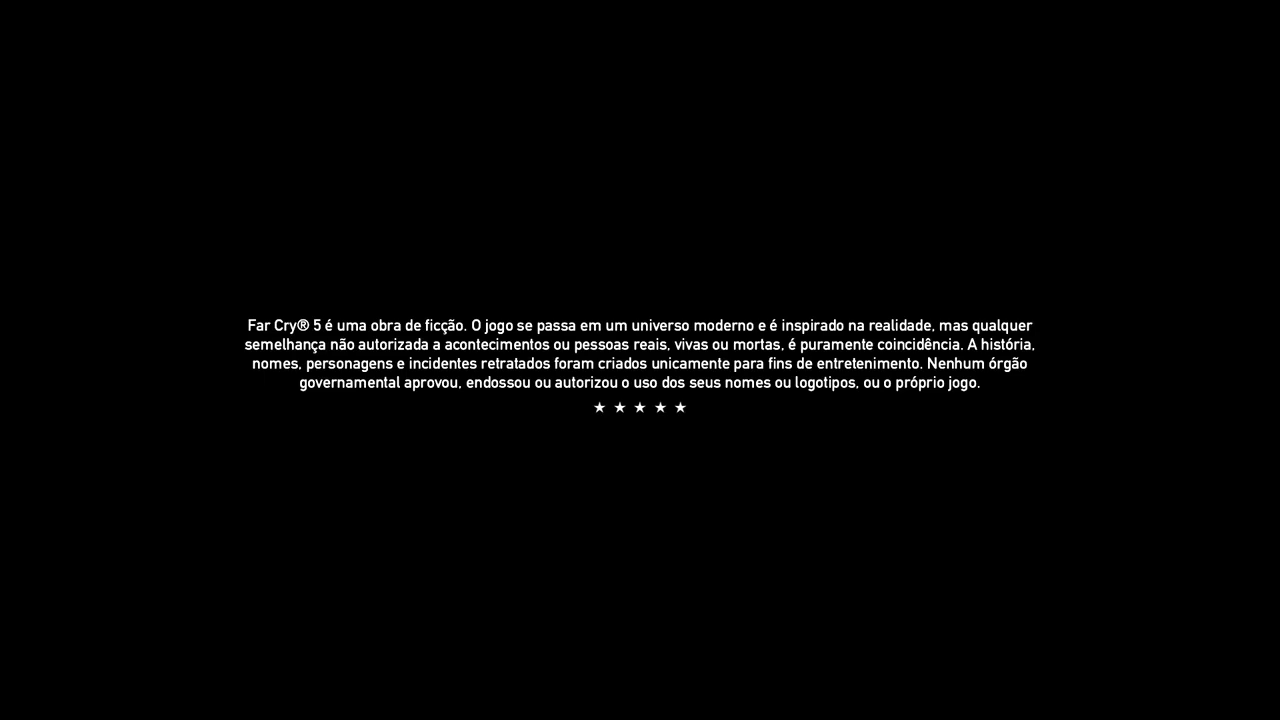 Far Cry® 5 é uma obra de ficção. O jogo se passa em um universo moderno e é inspirado na realidade, mas qualquer
semelhança não autorizada a acontecimentos ou pessoas reais, vivas ou mortas, é puramente coincidência. A história,
nomes, personagens e incidentes retratados foram criados unicamente para fins de entretenimento. Nenhum órgão
governamental aprovou, endossou ou autorizou o uso dos seus nomes ou logotipos, ou o próprio jogo.
★ ★ ★ ★ ★